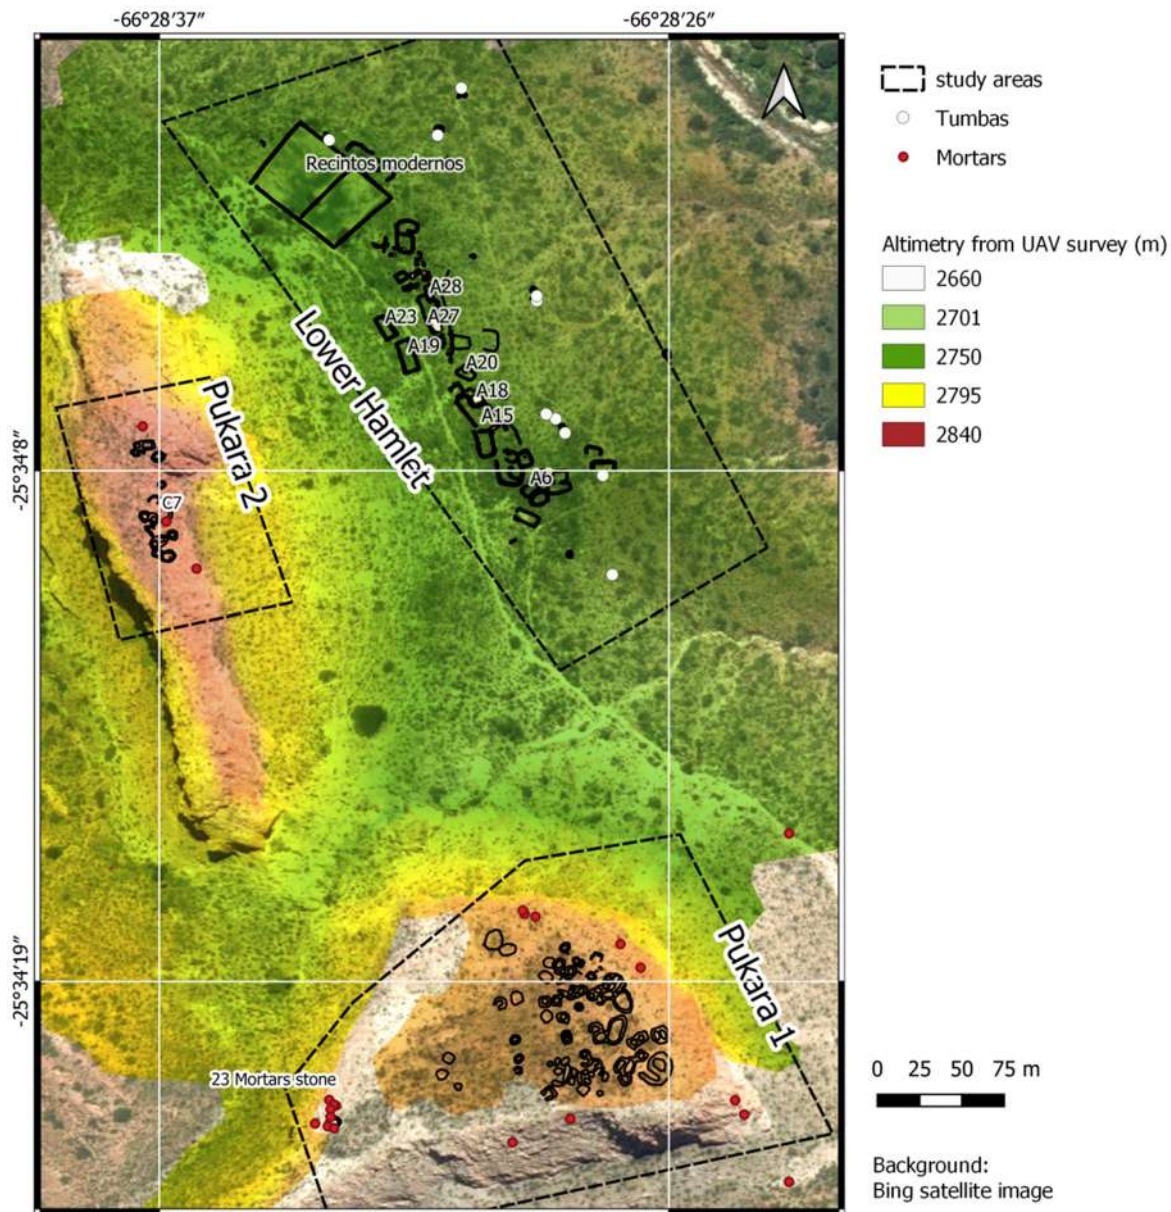 -66°28′37″
-66°28′26″
study areas
Tumbas
Mortars
Recintos modernos
Altimetry from UAV survey (m)
2660
2701
2750
2795
2840
A28
A23
A27
A19
A20
A18
A15
A6
Lower Hamlet
Pukara 2
C7
-25°34′8″
-25°34′19″
Pukara 1
23 Mortars stone
0 25 50 75 m
Background:
Bing satellite image